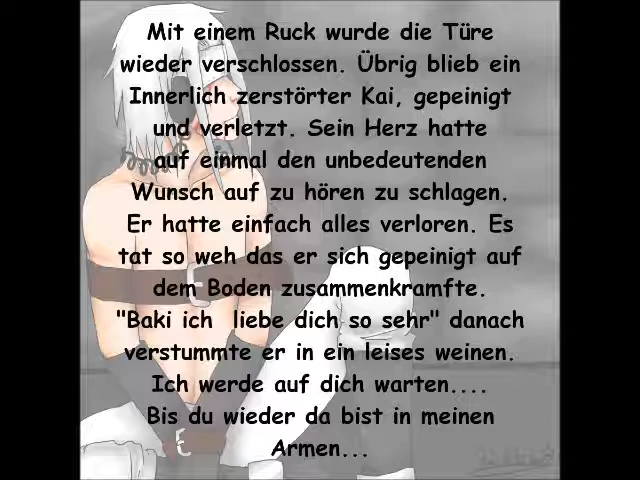 Mit einem Ruck wurde die Türe
wieder verschlossen. Übrig blieb ein
Innerlich zerstörter Kai, gepeinigt
und verletzt. Sein Herz hatte
auf einmal den unbedeutenden
Wunsch auf zu hören zu schlagen.
Er hatte einfach alles verloren. Es
tat so weh das er sich gepeinigt auf
dem Boden zusammenkramfte.
"Baki ich  liebe dich so sehr" danach
verstummte er in ein leises weinen.
Ich werde auf dich warten....
Bis du wieder da bist in meinen
Armen...